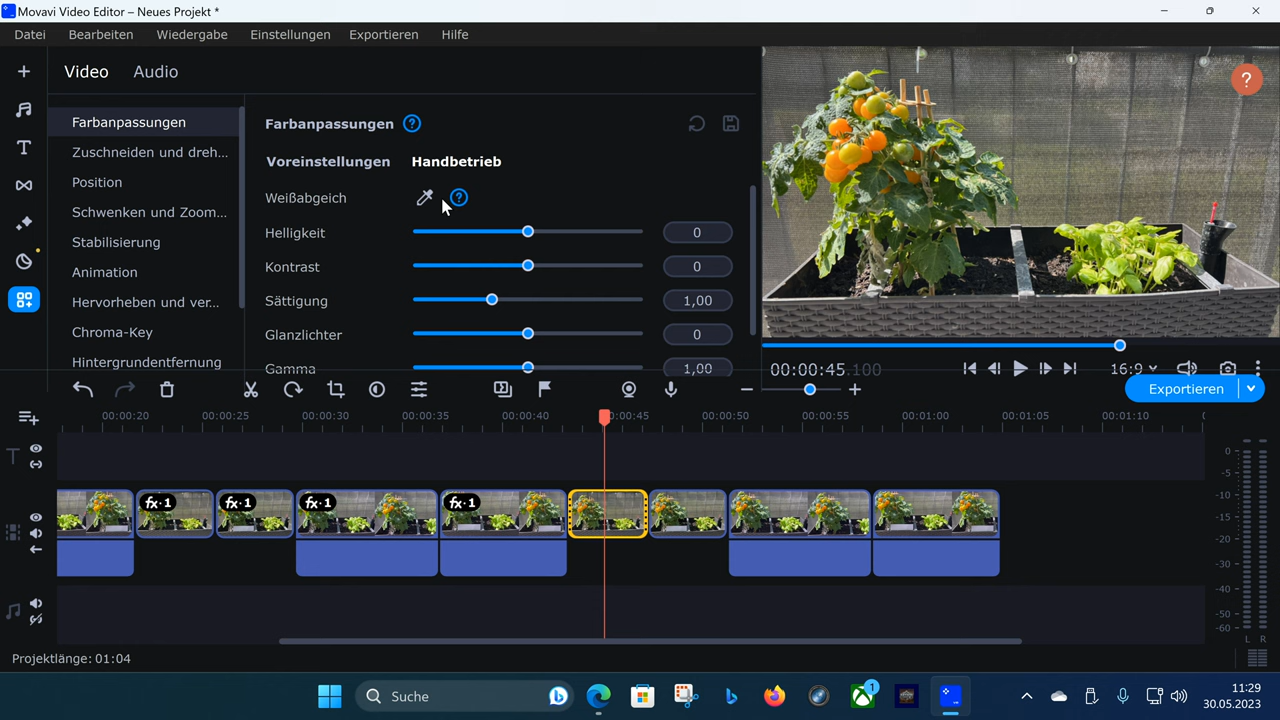 Movavi Video Editor – Neues Projekt *
Datei Bearbeiten Wiedergabe Einstellungen Exportieren Hilfe
Video Audio
Farbanpassungen
Zuschneiden und dreh...
Position
Schwenken und Zoom...
Stabilisierung
Animation
Hervorheben und ver...
Chroma-Key
Hintergrundentfernung
Farbanpassungen ?
Voreinstellungen Handbetrieb
Weißabgeich ?
Helligkeit 0
Kontrast 0
Sättigung 1,00
Glanzlichter 0
Gamma 1,00
?
00:00:45.100 16:9
Exportieren
00:00:20 00:00:25 00:00:30 00:00:35 00:00:40 0:00:45 00:00:50 00:00:55 00:01:00 00:01:05 00:01:10
fx·1 fx·1 fx·1 fx·1
0
-5
-10
-15
-20
-30
-40
-50
-60
L R
Projektlänge: 01:04
Suche
1
11:29
30.05.2023